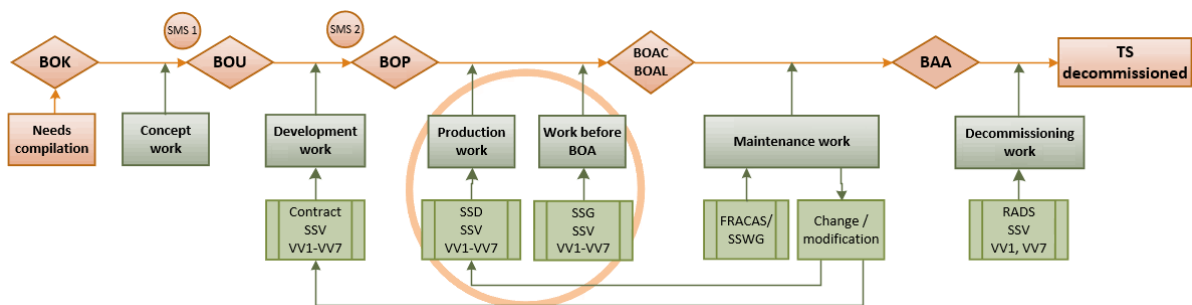 SMS 1
SMS 2
BOK
BOU
BOP
BOAC
BOAL
BAA
TS
decommissioned
Needs
compilation
Concept
work
Development
work
Production
work
Work before
BOA
Maintenance work
Decommissioning
work
Contract
SSV
VV1-VV7
SSD
SSV
VV1-VV7
SSG
SSV
VV1-VV7
FRACAS/
SSWG
Change /
modification
RADS
SSV
VV1, VV7